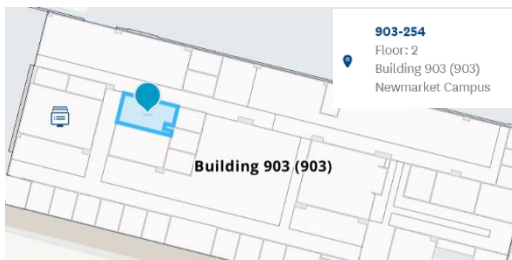 903-254
Floor: 2
Building 903 (903)
Newmarket Campus
Building 903 (903)